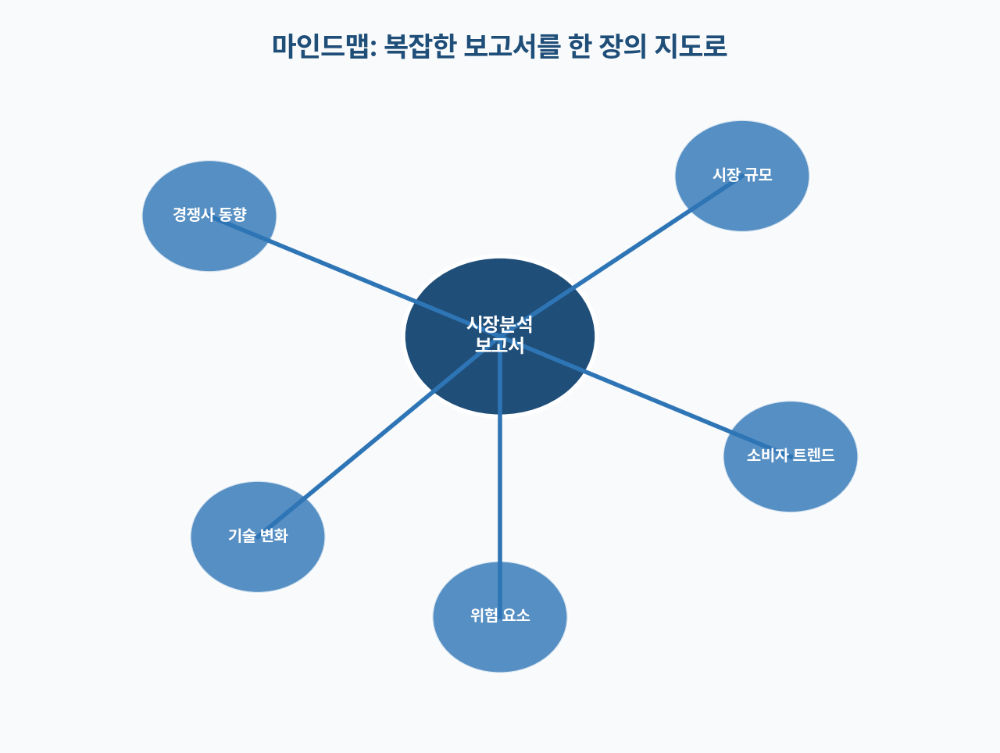 마인드맵: 복잡한 보고서를 한 장의 지도로
시장 규모
경쟁사 동향
시장분석
보고서
소비자 트렌드
기술 변화
위험 요소